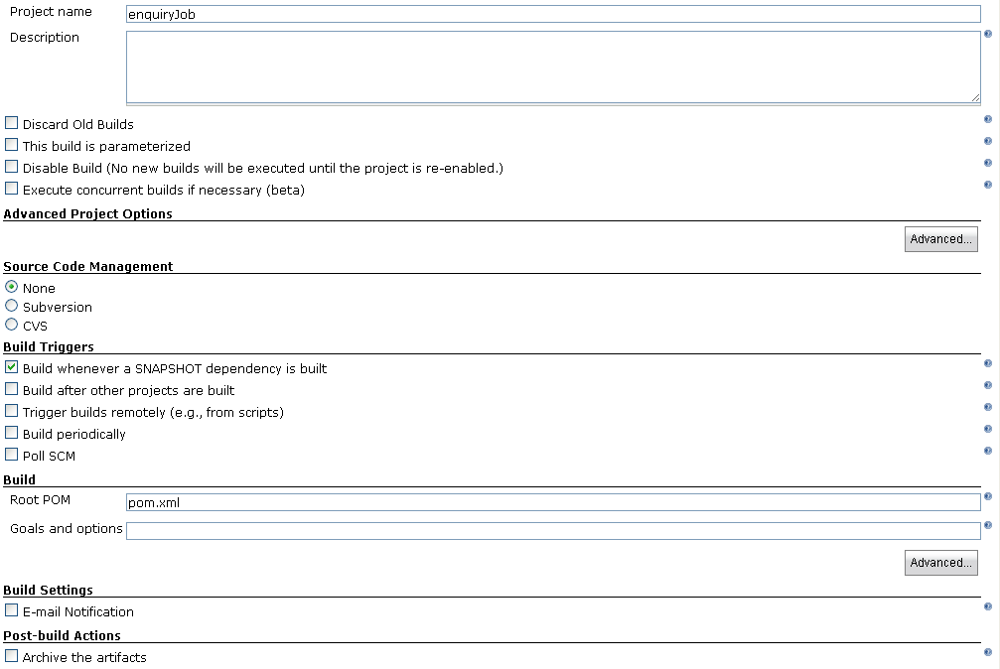 Project name enquiryJob
Description
Discard Old Builds
This build is parameterized
Disable Build (No new builds will be executed until the project is re-enabled.)
Execute concurrent builds if necessary (beta)
Advanced Project Options
Advanced...
Source Code Management
None
Subversion
CVS
Build Triggers
Build whenever a SNAPSHOT dependency is built
Build after other projects are built
Trigger builds remotely (e.g., from scripts)
Build periodically
Poll SCM
Build
Root POM pom.xml
Goals and options
Advanced...
Build Settings
E-mail Notification
Post-build Actions
Archive the artifacts